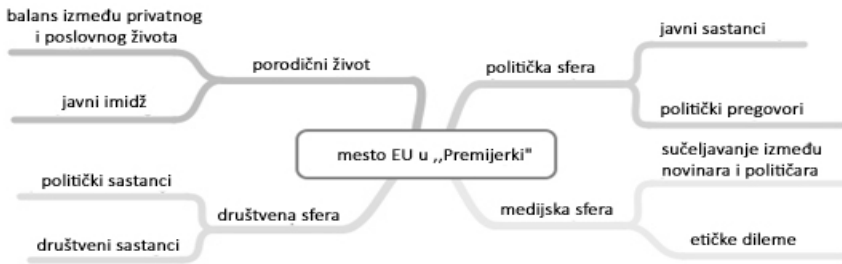 balans između privatnog
i poslovnog života
porodični život
javni imidž
politička sfera
javni sastanci
politički pregovori
mesto EU u ,,Premijerki"
politički sastanci
društvena sfera
društveni sastanci
medijska sfera
sučeljavanje između
novinara i političara
etičke dileme